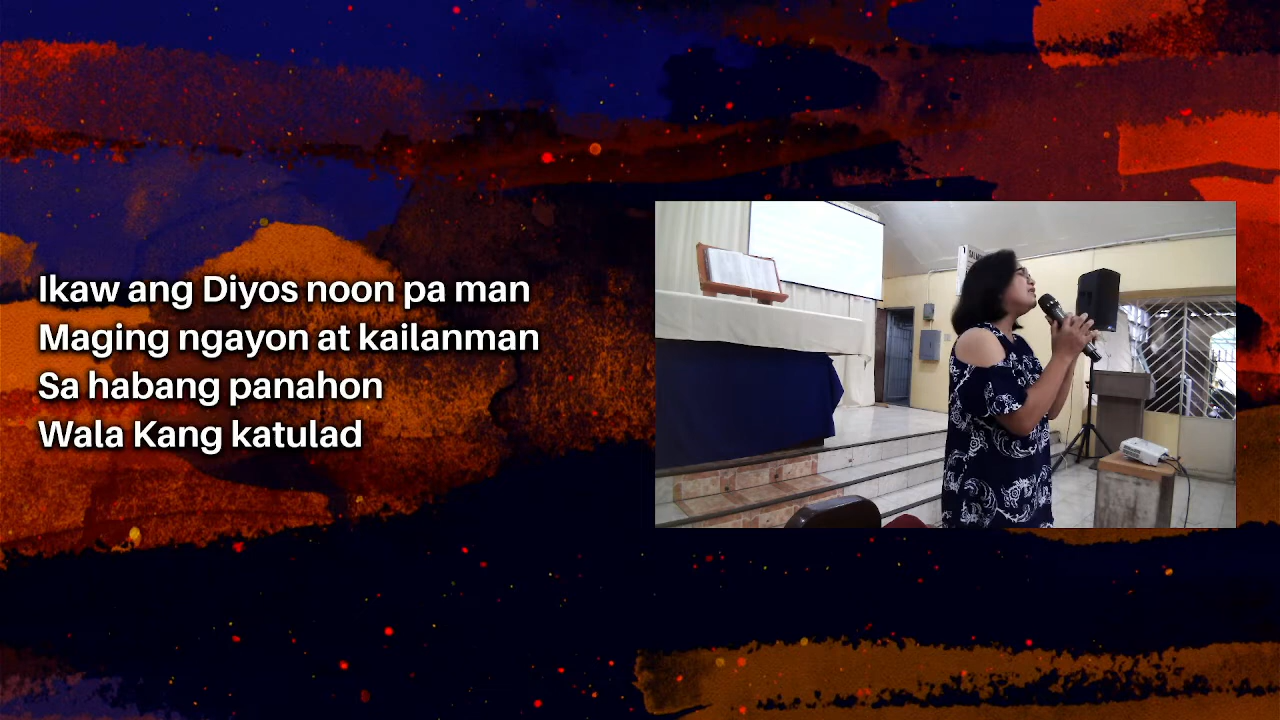 Ikaw ang Diyos noon pa man
Maging ngayon at kailanman
Sa habang panahon
Wala Kang katulad